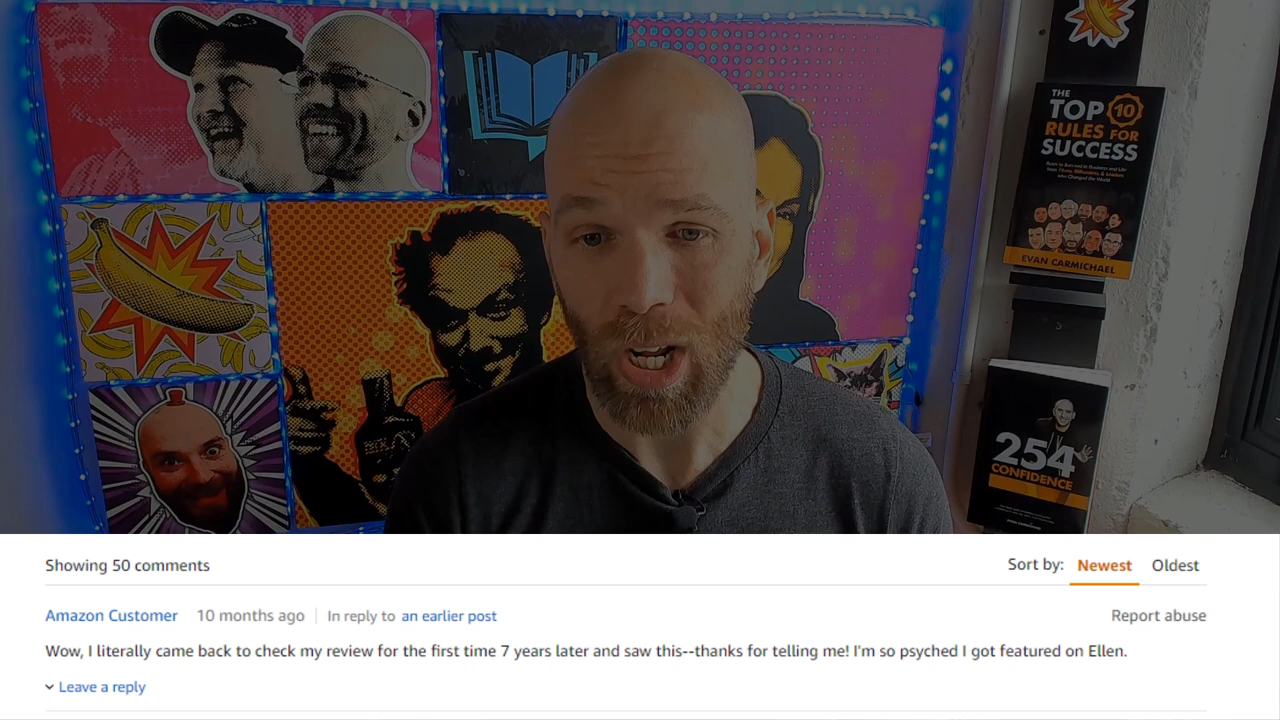 THE
TOP 10
RULES FOR
SUCCESS
EVAN CARMICHAEL
254
CONFIDENCE
Showing 50 comments
Sort by: Newest Oldest
Amazon Customer 10 months ago In reply to an earlier post Report abuse
Wow, I literally came back to check my review for the first time 7 years later and saw this--thanks for telling me! I'm so psyched I got featured on Ellen.
Leave a reply